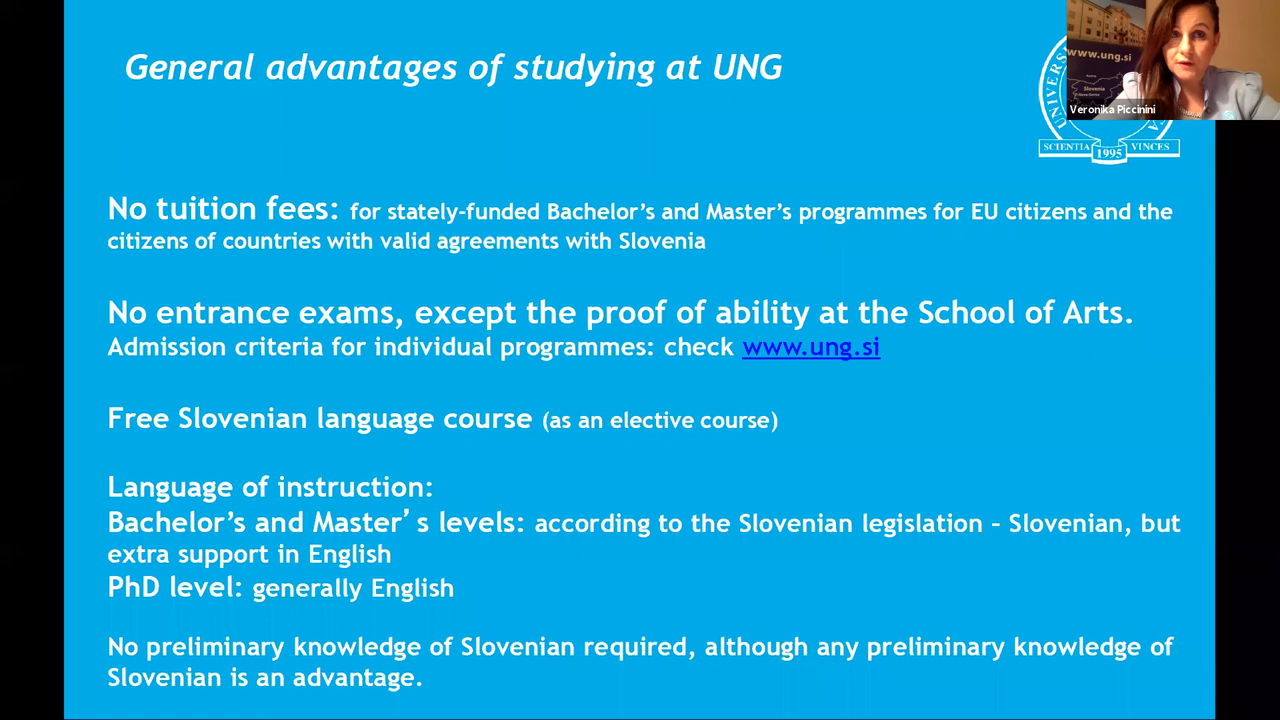 General advantages of studying at UNG
www.ung.si
Slovenia
Veronika Piccinini
SCIENTIA 1995 VINCES
No tuition fees: for stately-funded Bachelor’s and Master’s programmes for EU citizens and the
citizens of countries with valid agreements with Slovenia
No entrance exams, except the proof of ability at the School of Arts.
Admission criteria for individual programmes: check www.ung.si
Free Slovenian language course (as an elective course)
Language of instruction:
Bachelor’s and Master’s levels: according to the Slovenian legislation – Slovenian, but
extra support in English
PhD level: generally English
No preliminary knowledge of Slovenian required, although any preliminary knowledge of
Slovenian is an advantage.